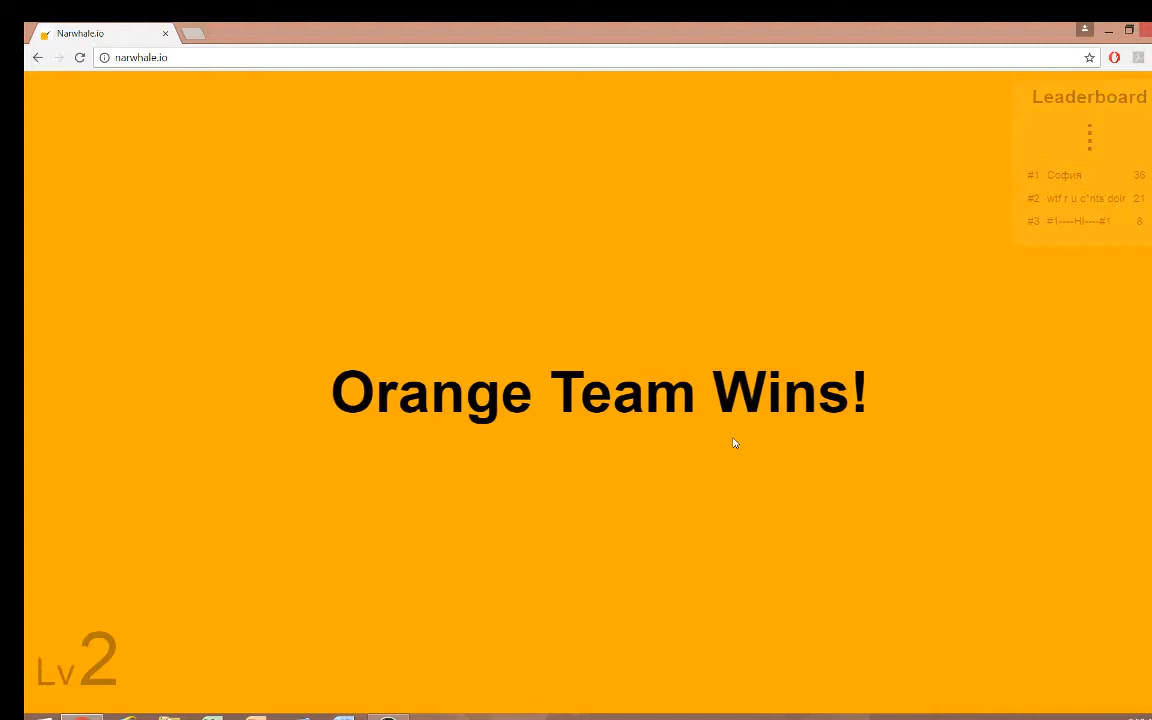 Narwhale.io
narwhale.io
Leaderboard
#1 София 36
#2 wtf r u c*nts doir 21
#3 #1----HI----#1 8
Orange Team Wins!
Lv2